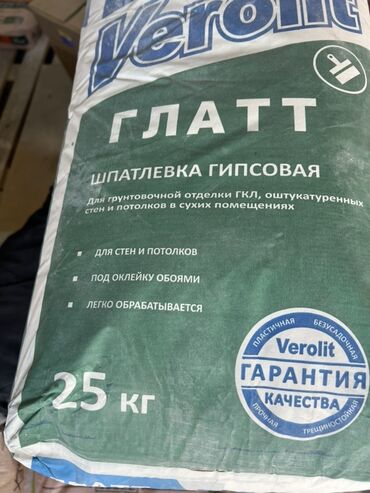 Verolit
ГЛАТТ
ШПАТЛЕВКА ГИПСОВАЯ
Для грунтовочной отделки ГКЛ, оштукатуренных
стен и потолков в сухих помещениях
ДЛЯ СТЕН И ПОТОЛКОВ
ПОД ОКЛЕЙКУ ОБОЯМИ
ЛЕГКО ОБРАБАТЫВАЕТСЯ
ПЛАСТИЧНАЯ БЕЗУСАДОЧНАЯ
Verolit
ГАРАНТИЯ
КАЧЕСТВА
ПРОЧНАЯ ТРЕЩИНОСТОЙКАЯ
25 КГ